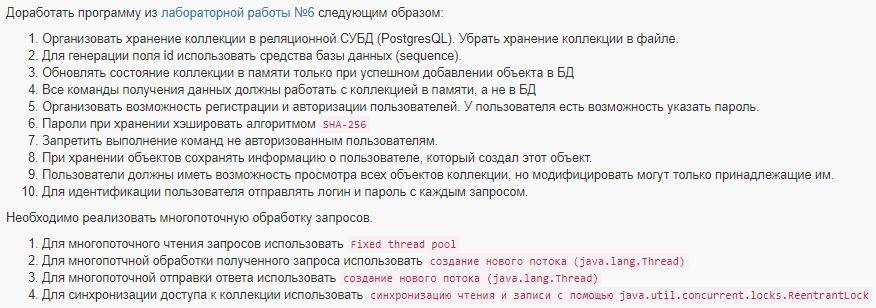 Доработать программу из лабораторной работы №6 следующим образом:
1. Организовать хранение коллекции в реляционной СУБД (PostgresQL). Убрать хранение коллекции в файле.
2. Для генерации поля id использовать средства базы данных (sequence).
3. Обновлять состояние коллекции в памяти только при успешном добавлении объекта в БД
4. Все команды получения данных должны работать с коллекцией в памяти, а не в БД
5. Организовать возможность регистрации и авторизации пользователей. У пользователя есть возможность указать пароль.
6. Пароли при хранении хэшировать алгоритмом SHA-256
7. Запретить выполнение команд не авторизованным пользователям.
8. При хранении объектов сохранять информацию о пользователе, который создал этот объект.
9. Пользователи должны иметь возможность просмотра всех объектов коллекции, но модифицировать могут только принадлежащие им.
10. Для идентификации пользователя отправлять логин и пароль с каждым запросом.
Необходимо реализовать многопоточную обработку запросов.
1. Для многопоточного чтения запросов использовать Fixed thread pool
2. Для многопотчной обработки полученного запроса использовать создание нового потока (java.lang.Thread)
3. Для многопоточной отправки ответа использовать создание нового потока (java.lang.Thread)
4. Для синхронизации доступа к коллекции использовать синхронизацию чтения и записи с помощью java.util.concurrent.locks.ReentrantLock